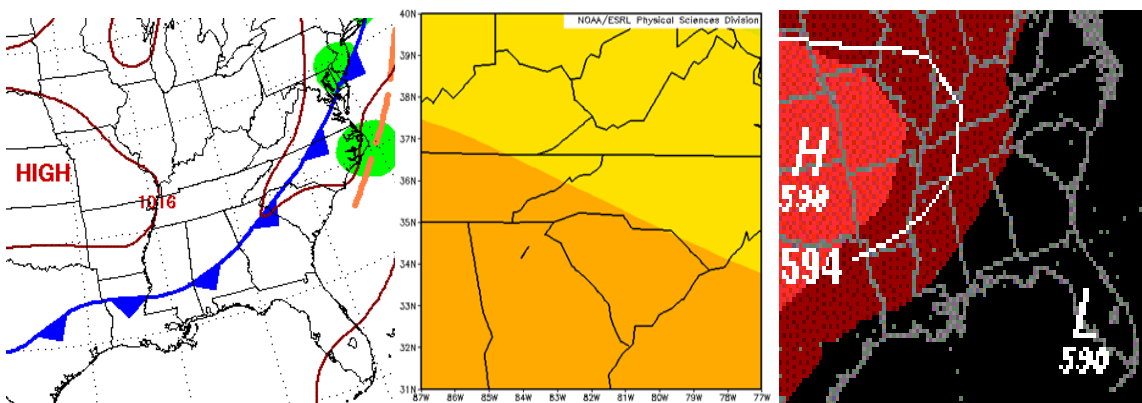 HIGH
1016
NOAA/ESRL Physical Sciences Division
40N
39N
38N
37N
36N
35N
34N
33N
32N
31N
87W
86W
85W
84W
83W
82W
81W
80W
79W
78W
77W
H
590
594
L
590